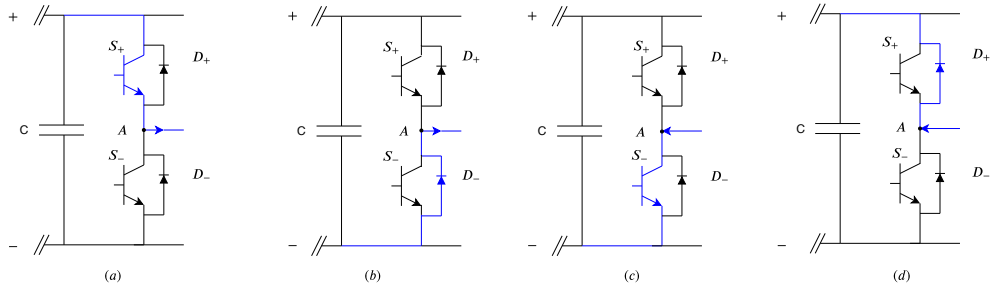 + S+ D+
C A
S− D−
−
(a)
+ S+ D+
C A
S− D−
−
(b)
+ S+ D+
C A
S− D−
−
(c)
+ S+ D+
C A
S− D−
−
(d)